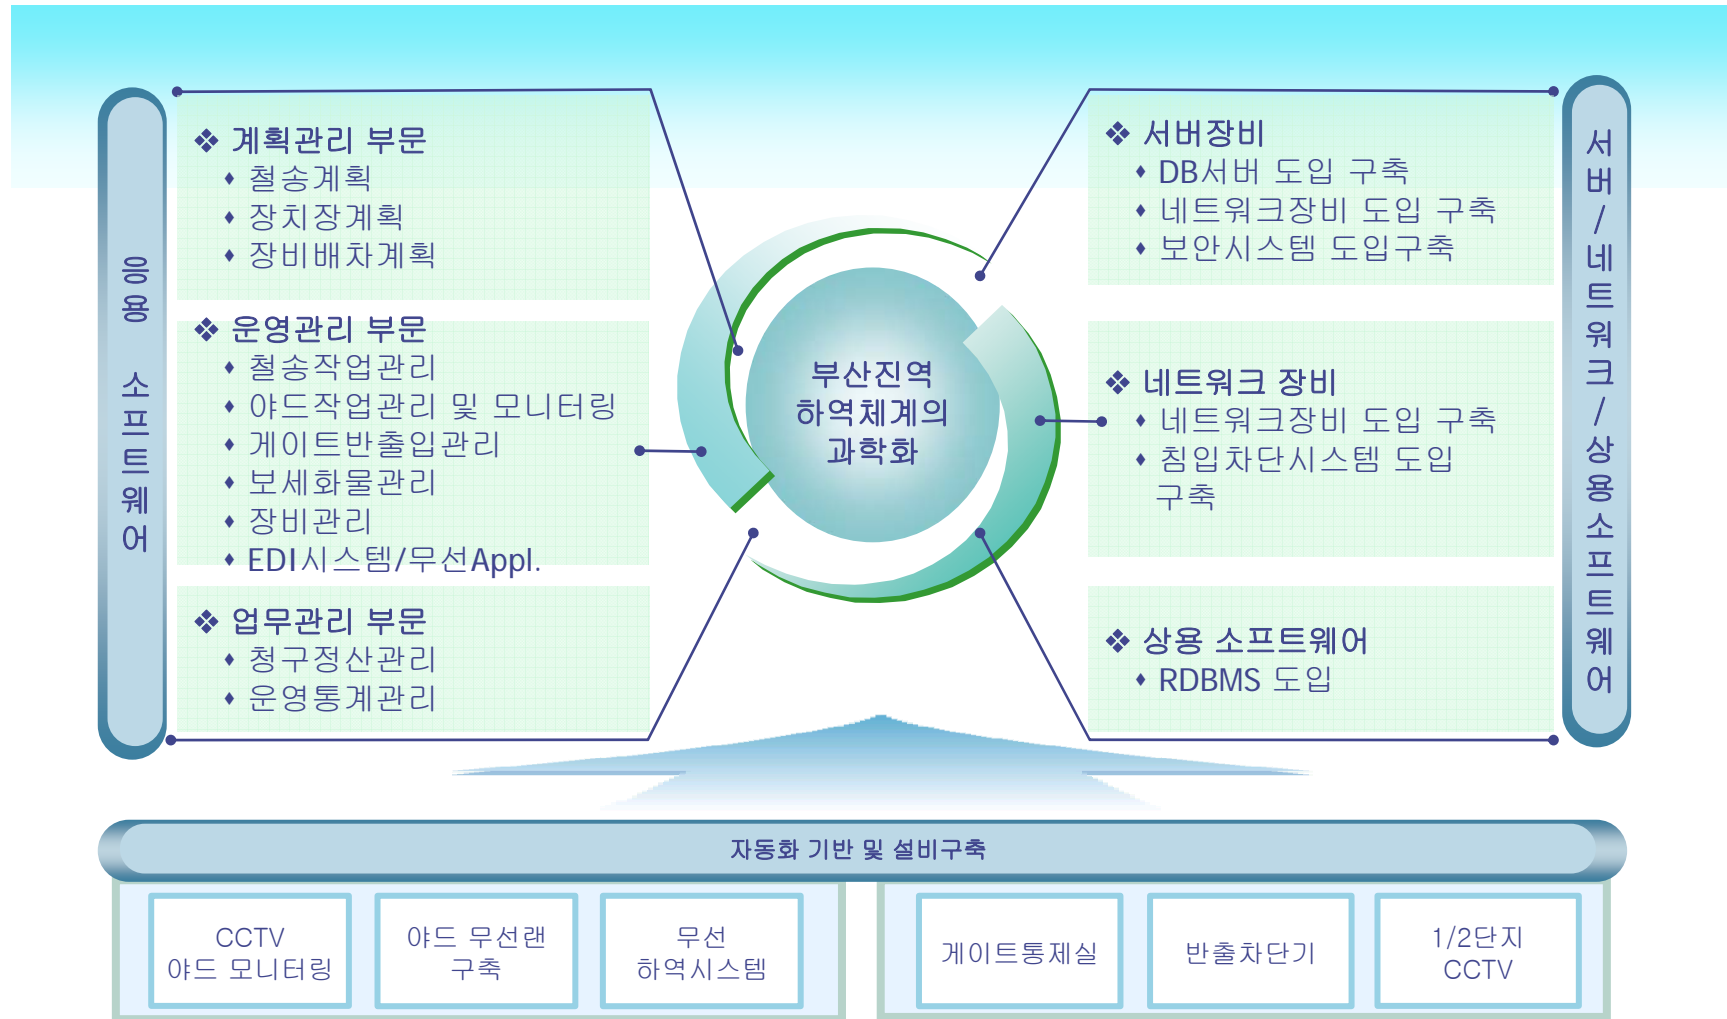 응용 소프트웨어
❖ 계획관리 부문
♦ 철송계획
♦ 장치장계획
♦ 장비배차계획
❖ 운영관리 부문
♦ 철송작업관리
♦ 야드작업관리 및 모니터링
♦ 게이트반출입관리
♦ 보세화물관리
♦ 장비관리
♦ EDI시스템/무선Appl.
❖ 업무관리 부문
♦ 청구정산관리
♦ 운영통계관리
부산진역
하역체계의
과학화
❖ 서버장비
♦ DB서버 도입 구축
♦ 네트워크장비 도입 구축
♦ 보안시스템 도입구축
❖ 네트워크 장비
♦ 네트워크장비 도입 구축
♦ 침입차단시스템 도입
구축
❖ 상용 소프트웨어
♦ RDBMS 도입
서버/네트워크/상용소프트웨어
자동화 기반 및 설비구축
CCTV
야드 모니터링
야드 무선랜
구축
무선
하역시스템
게이트통제실
반출차단기
1/2단지
CCTV